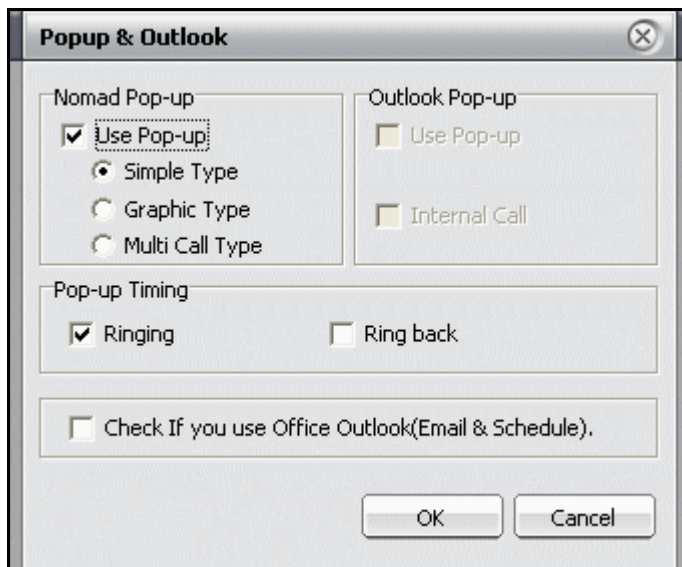 Popup & Outlook
Nomad Pop-up
Use Pop-up
Simple Type
Graphic Type
Multi Call Type
Outlook Pop-up
Use Pop-up
Internal Call
Pop-up Timing
Ringing
Ring back
Check If you use Office Outlook(Email & Schedule).
OK
Cancel